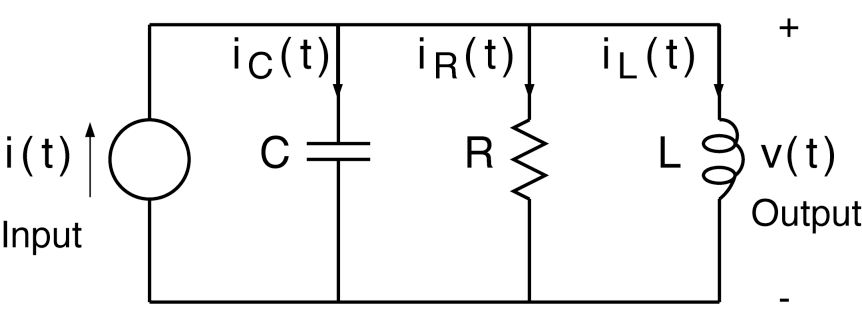 +
i_C(t) i_R(t) i_L(t)
i(t) C R L v(t)
Input Output
-